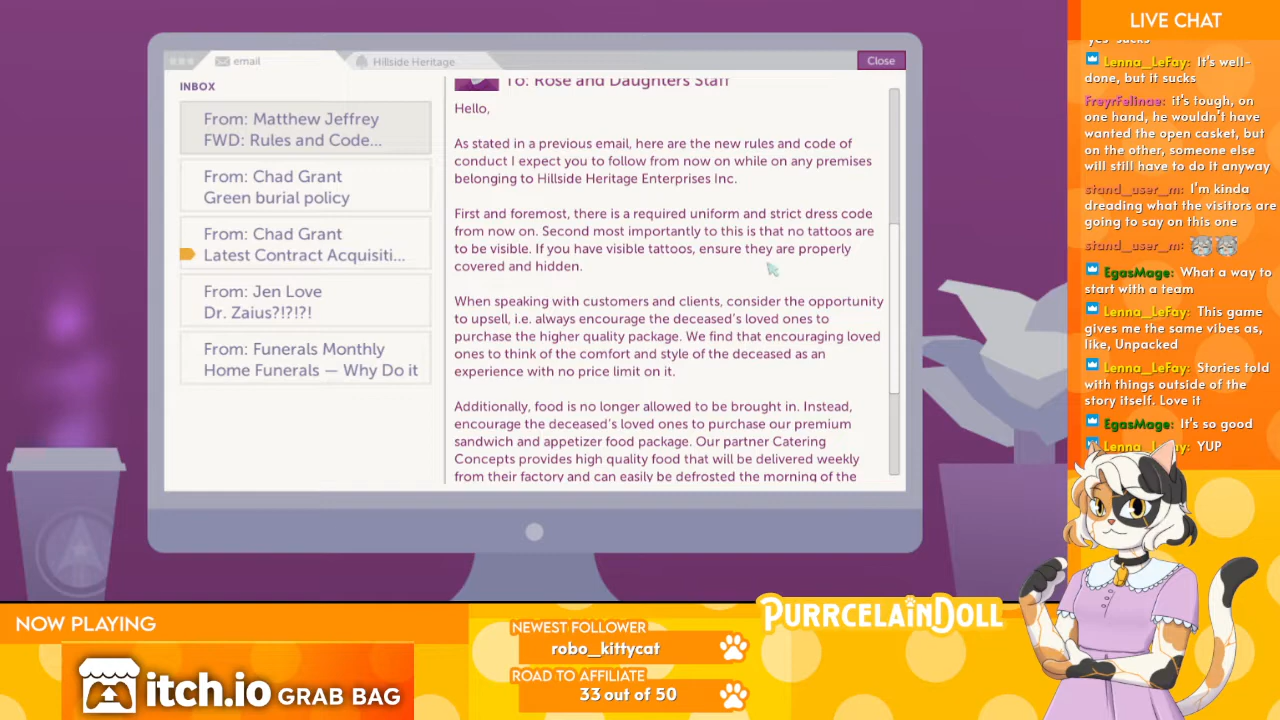 email
Hillside Heritage
Close
INBOX
From: Matthew Jeffrey
FWD: Rules and Code...
From: Chad Grant
Green burial policy
From: Chad Grant
Latest Contract Acquisiti...
From: Jen Love
Dr. Zaius?!?!?!
From: Funerals Monthly
Home Funerals — Why Do it
To: Rose and Daughters Staff
Hello,
As stated in a previous email, here are the new rules and code of
conduct I expect you to follow from now on while on any premises
belonging to Hillside Heritage Enterprises Inc.
First and foremost, there is a required uniform and strict dress code
from now on. Second most importantly to this is that no tattoos are
to be visible. If you have visible tattoos, ensure they are properly
covered and hidden.
When speaking with customers and clients, consider the opportunity
to upsell, i.e. always encourage the deceased's loved ones to
purchase the higher quality package. We find that encouraging loved
ones to think of the comfort and style of the deceased as an
experience with no price limit on it.
Additionally, food is no longer allowed to be brought in. Instead,
encourage the deceased's loved ones to purchase our premium
sandwich and appetizer food package. Our partner Catering
Concepts provides high quality food that will be delivered weekly
from their factory and can easily be defrosted the morning of the
LIVE CHAT
yes sucks
Lenna_LeFay: It's well-
done, but it sucks
FreyrFelinae: it's tough, on
one hand, he wouldn't have
wanted the open casket, but
on the other, someone else
will still have to do it anyway
stand_user_m: I'm kinda
dreading what the visitors are
going to say on this one
stand_user_m:
EgasMage: What a way to
start with a team
Lenna_LeFay: This game
gives me the same vibes as,
like, Unpacked
Lenna_LeFay: Stories told
with things outside of the
story itself. Love it
EgasMage: It's so good
Lenna_LeFay: YUP
NOW PLAYING
itch.io GRAB BAG
NEWEST FOLLOWER
robo_kittycat
ROAD TO AFFILIATE
33 out of 50
PURRCELAINDOLL